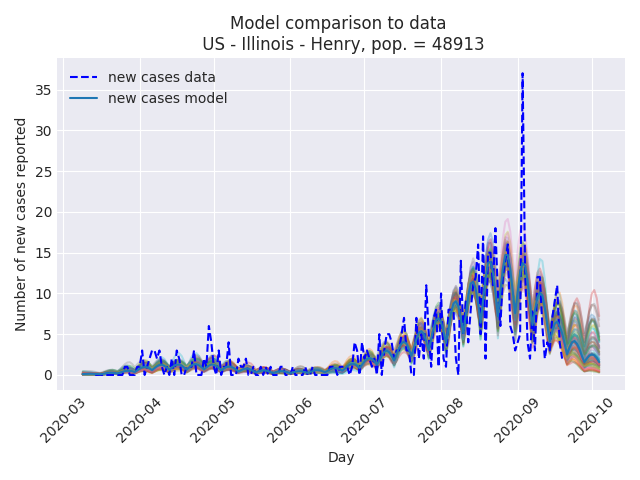 Model comparison to data
US - Illinois - Henry, pop. = 48913
new cases data
new cases model
Number of new cases reported
35
30
25
20
15
10
5
0
2020-03
2020-04
2020-05
2020-06
2020-07
2020-08
2020-09
2020-10
Day